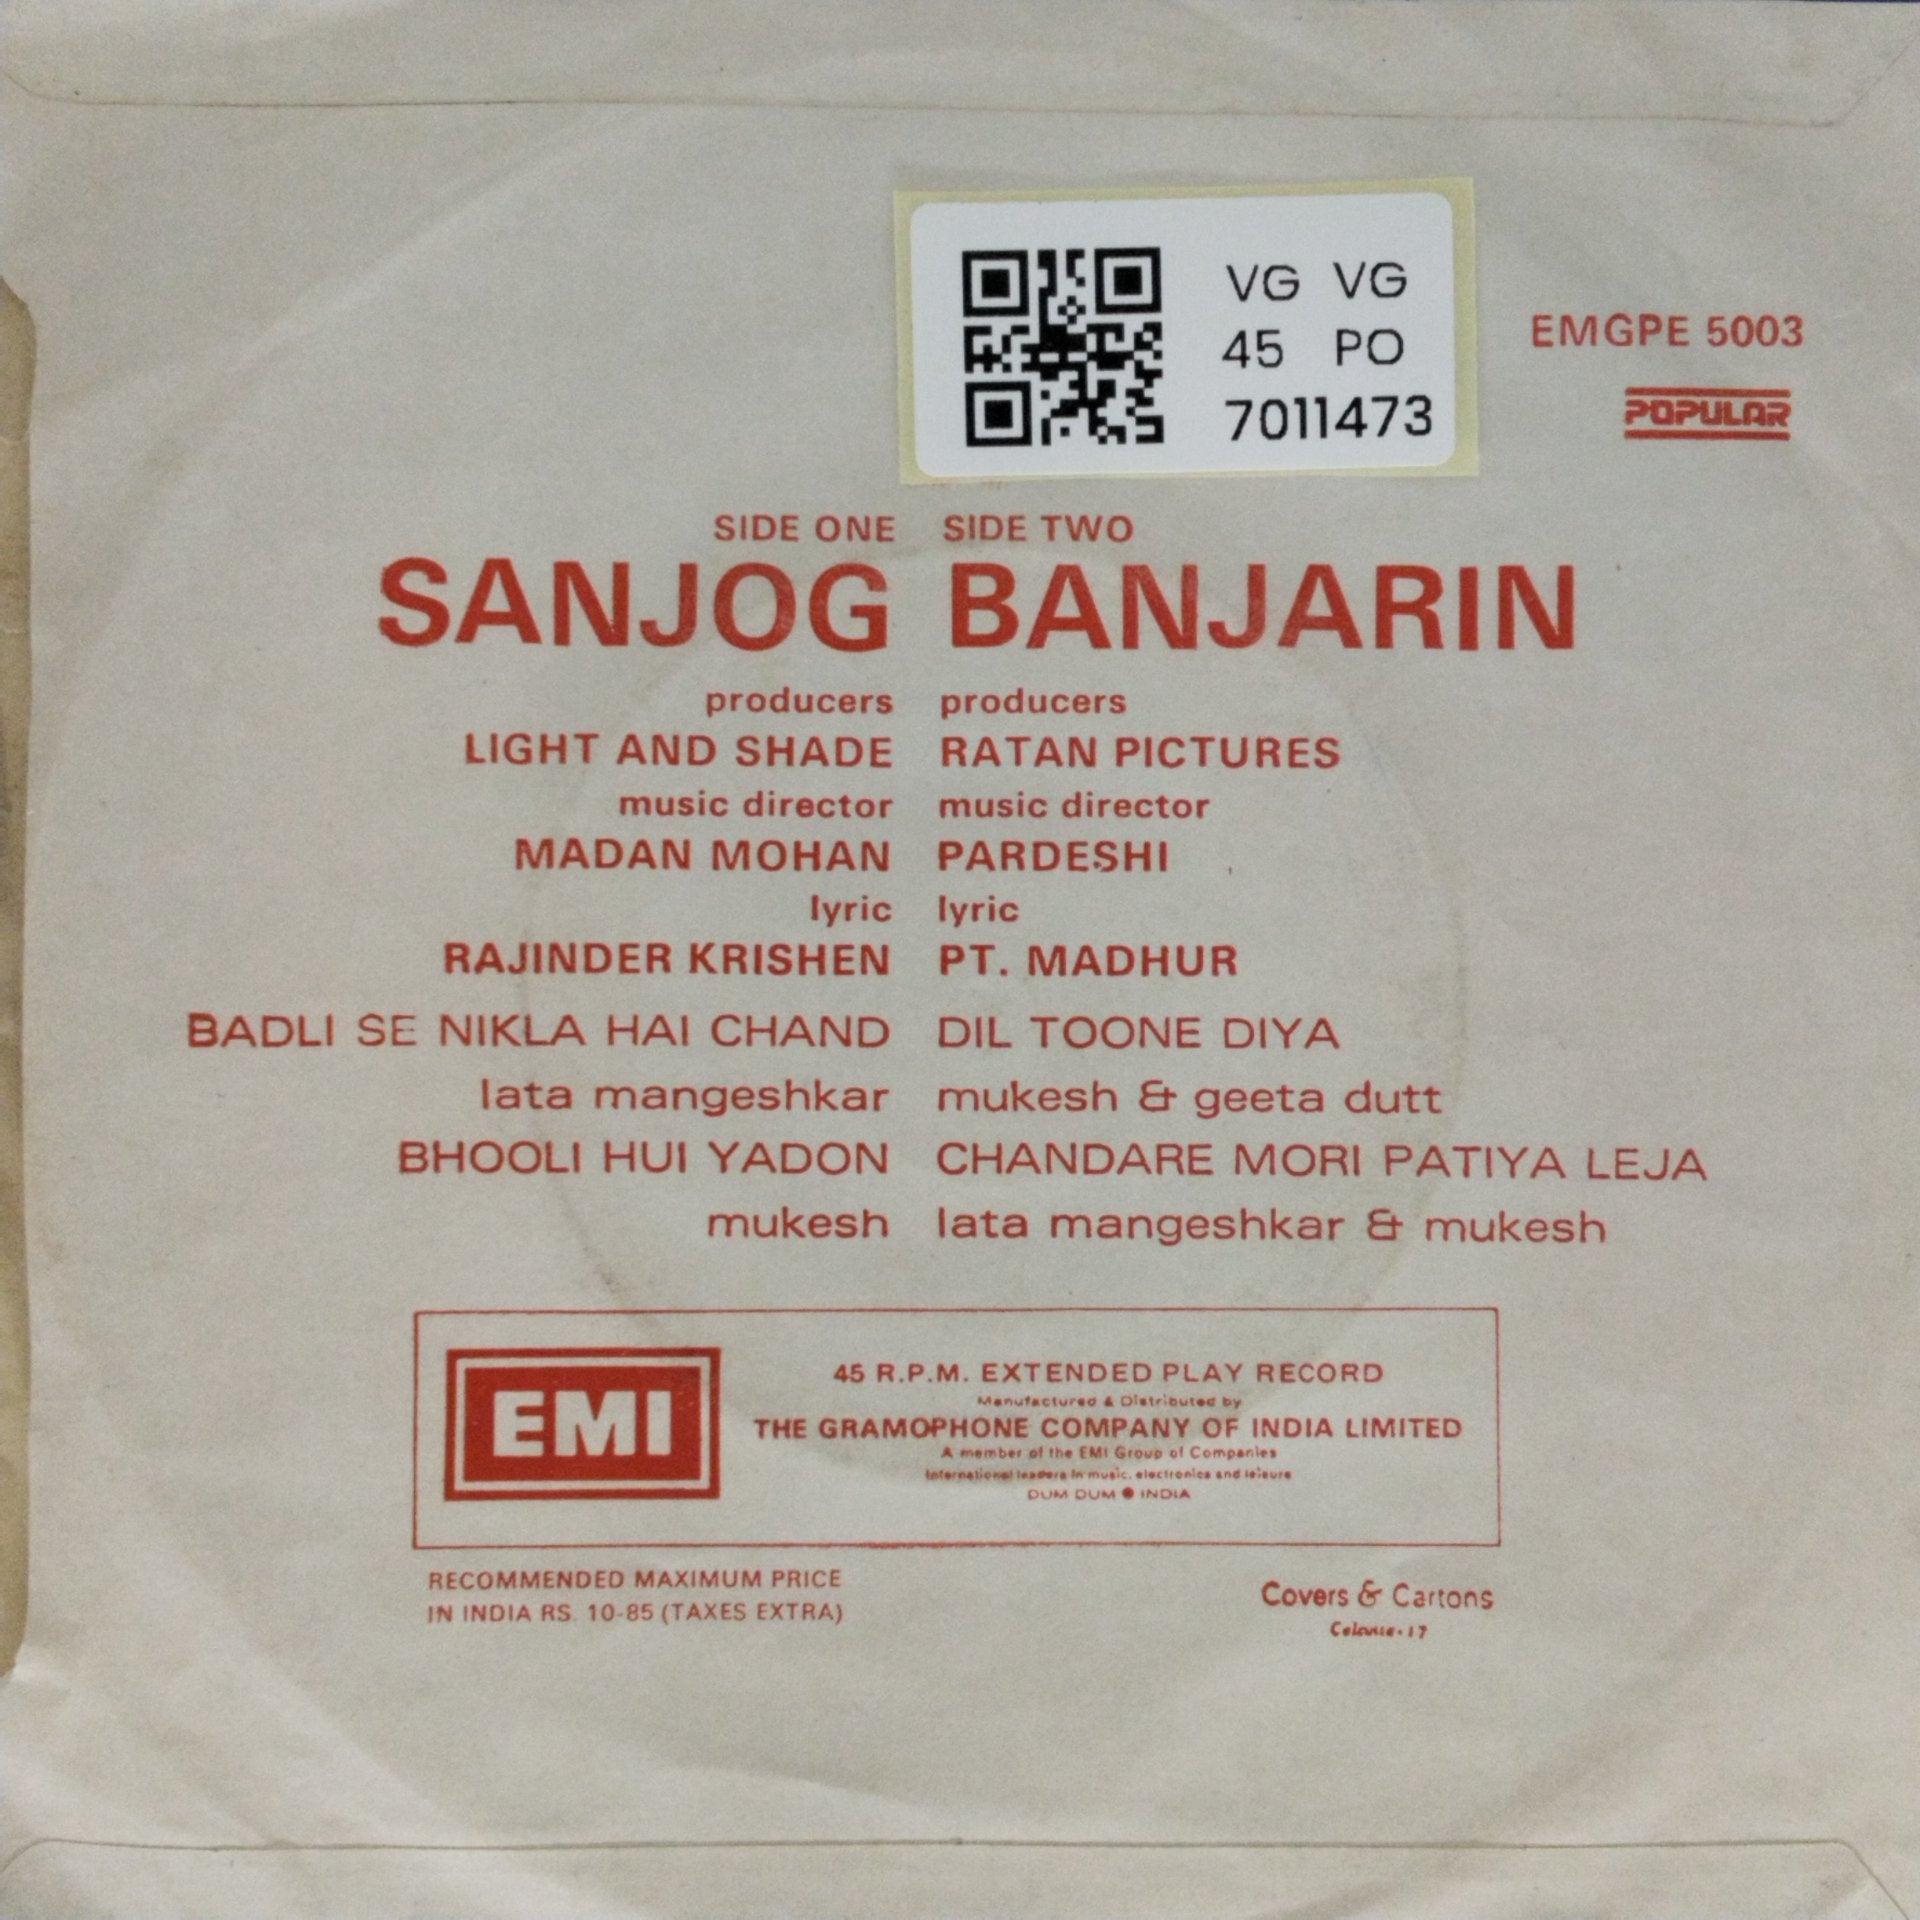 VG VG
45 PO
7011473
EMGPE 5003
POPULAR
SIDE ONE
SANJOG
producers
LIGHT AND SHADE
music director
MADAN MOHAN
lyric
RAJINDER KRISHEN
BADLI SE NIKLA HAI CHAND
lata mangeshkar
BHOOLI HUI YADON
mukesh
SIDE TWO
BANJARIN
producers
RATAN PICTURES
music director
PARDESHI
lyric
PT. MADHUR
DIL TOONE DIYA
mukesh & geeta dutt
CHANDARE MORI PATIYA LEJA
lata mangeshkar & mukesh
EMI
45 R.P.M. EXTENDED PLAY RECORD
Manufactured & Distributed by
THE GRAMOPHONE COMPANY OF INDIA LIMITED
A member of the EMI Group of Companies
International leaders in music, electronics and leisure
DUM DUM ● INDIA
RECOMMENDED MAXIMUM PRICE
IN INDIA RS. 10-85 (TAXES EXTRA)
Covers & Cartons